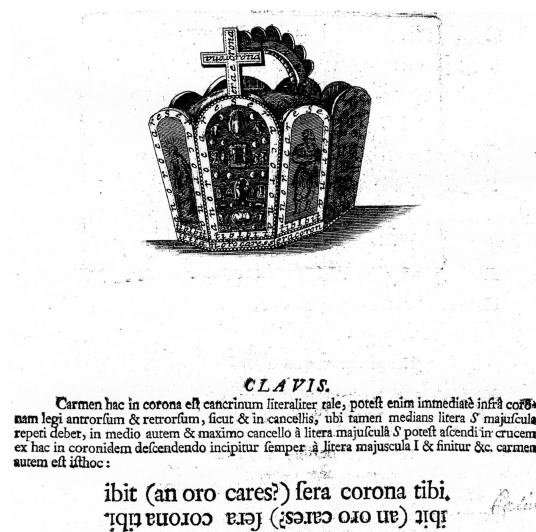 CLAVIS.
Carmen hac in corona eſt cancrinum literaliter tale, poteſt enim immediatè infrà coro-
nam legi antrorſum & retrorſum, ſicut & in cancellis, ubi tamen medians litera S majuſcula
repeti debet, in medio autem & maximo cancello à litera majuſculâ S poteſt aſcendi in crucem
ex hac in coronidem deſcendendo incipitur ſemper à litera majuſcula I & finitur &c. carmen
autem eſt iſthoc :
ibit (an oro cares?) ſera corona tibi.
ibit (an oro cares?) ſera corona tibi.